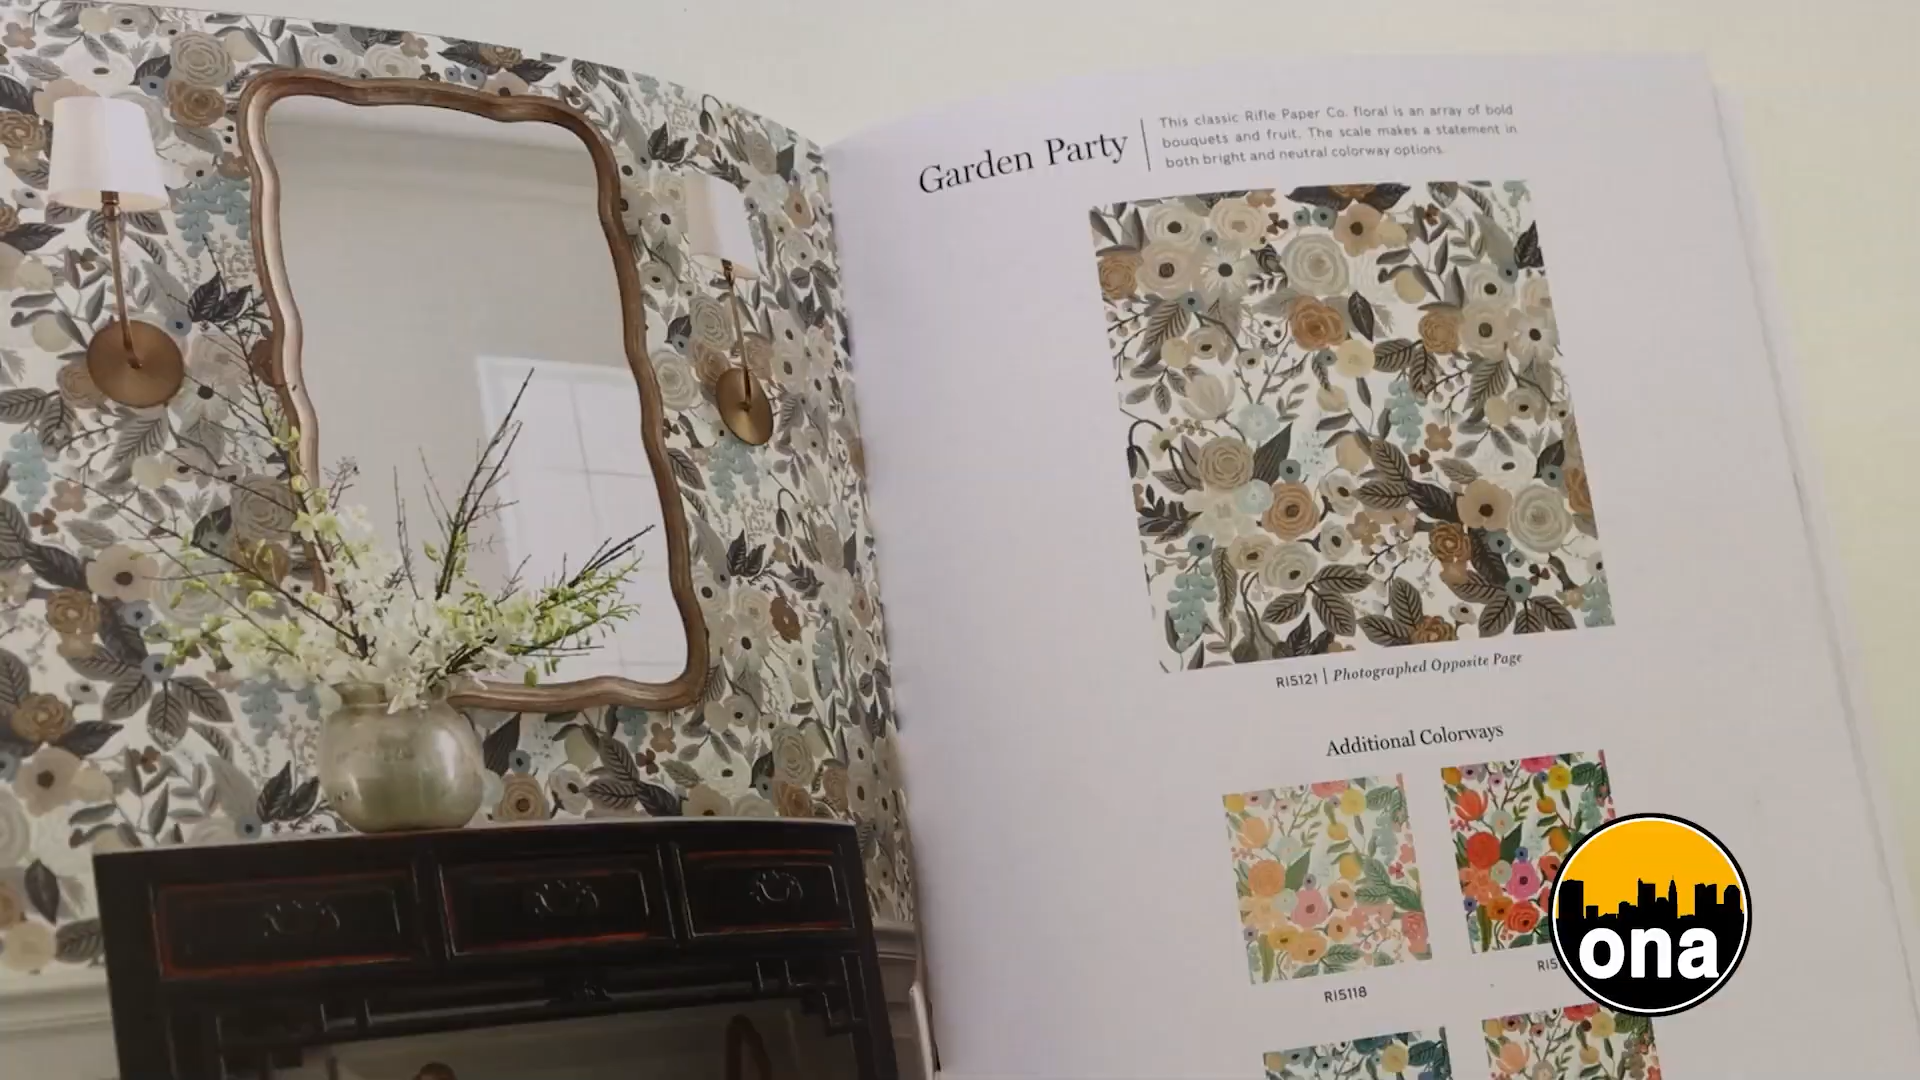 Garden Party
This classic Rifle Paper Co. floral is an array of bold
bouquets and fruit. The scale makes a statement in
both bright and neutral colorway options.
RI5121 | Photographed Opposite Page
Additional Colorways
RI5118
ona